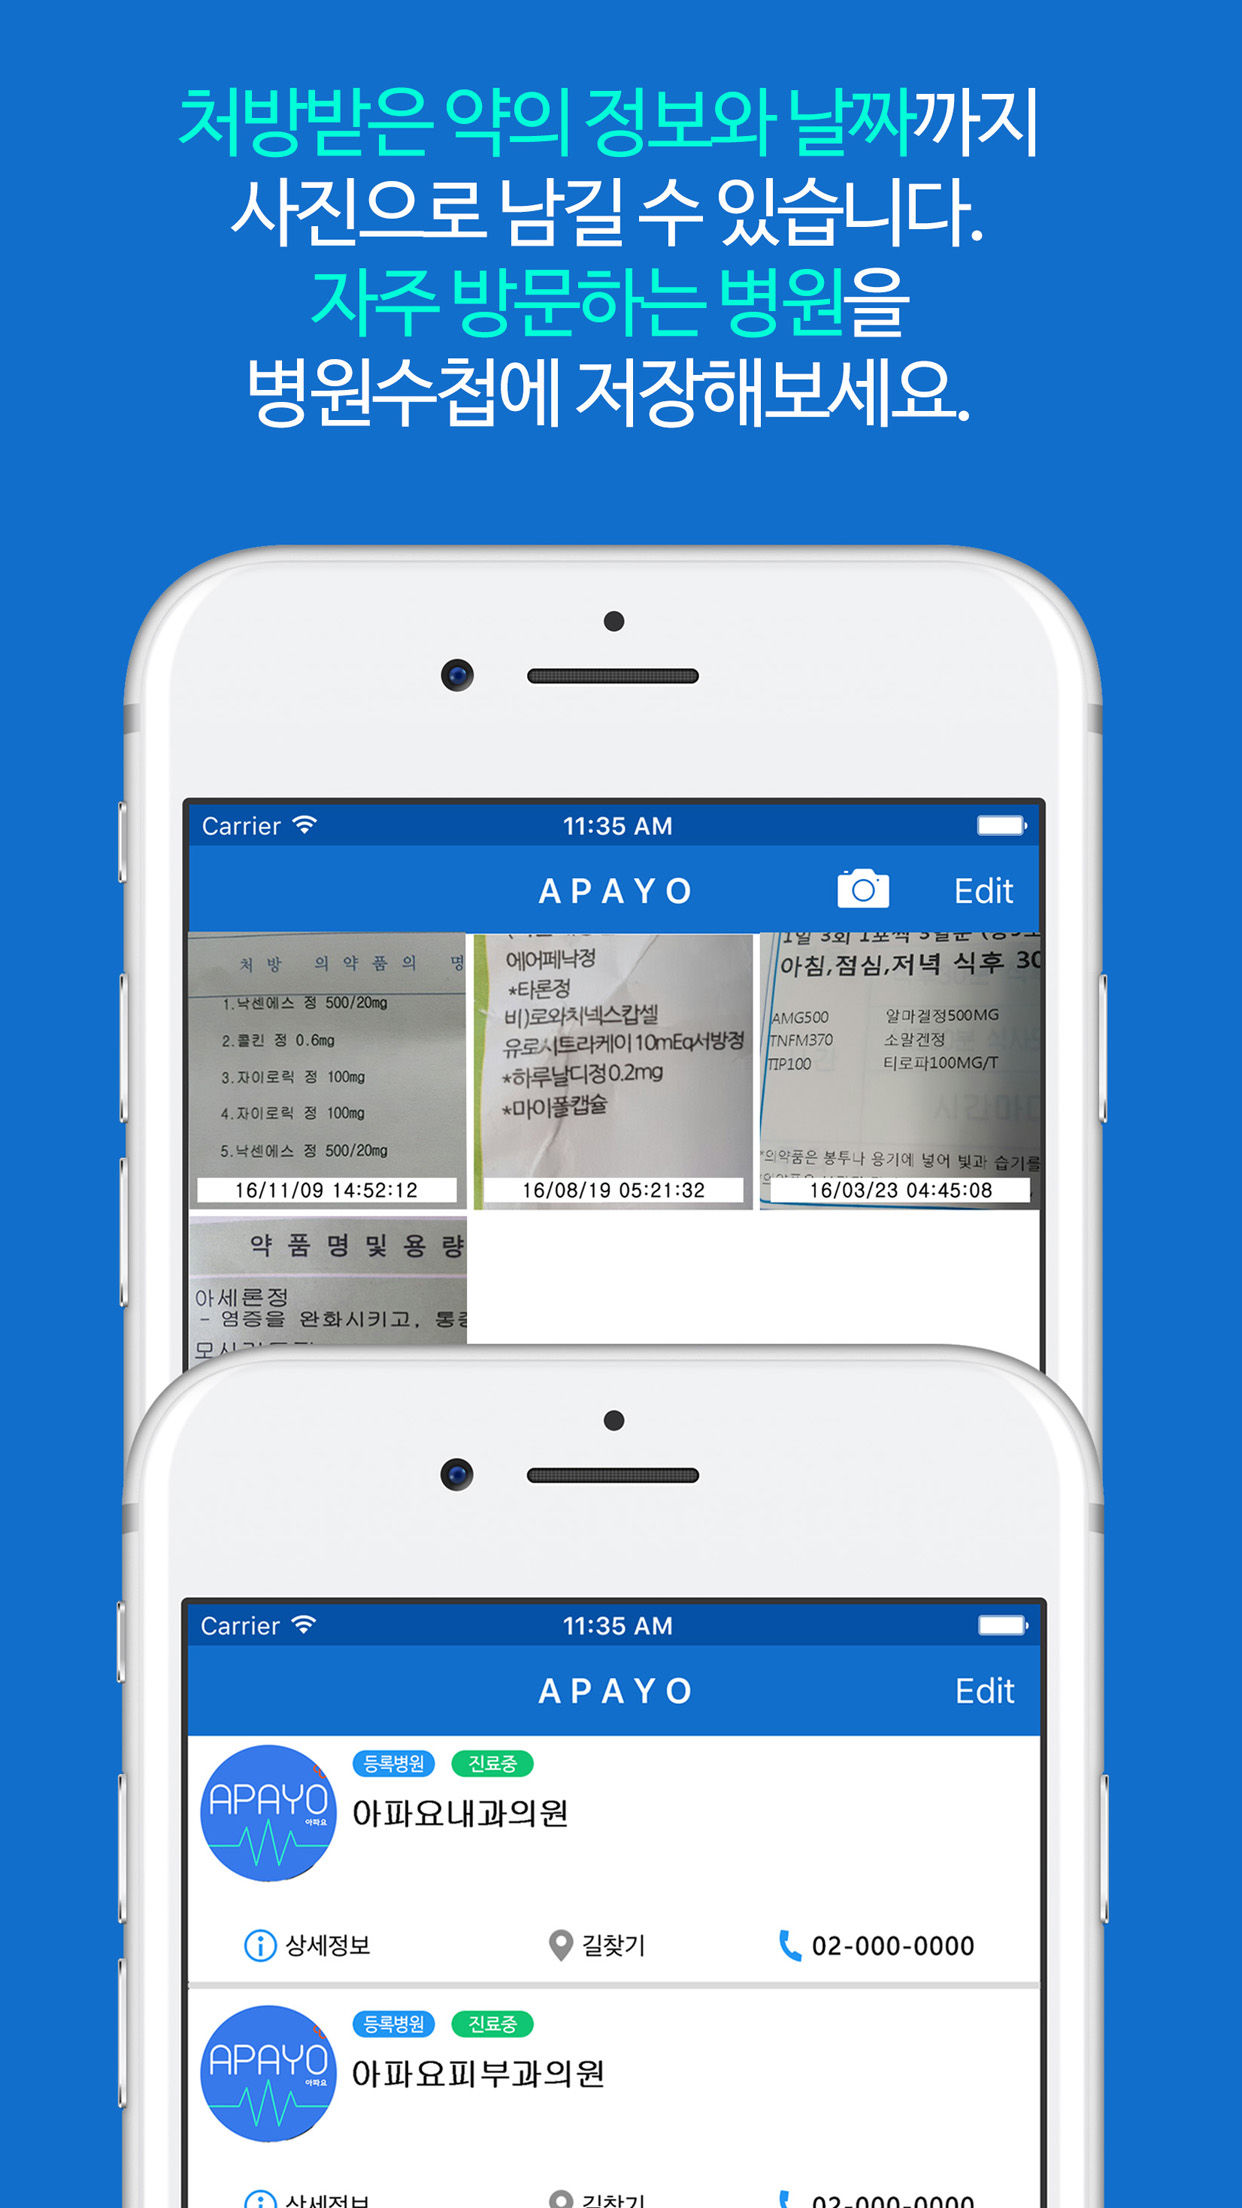 처방받은 약의 정보와 날짜까지
사진으로 남길 수 있습니다.
자주 방문하는 병원을
병원수첩에 저장해보세요.
Carrier 11:35 AM
APAYO Edit
처 방 의 약 품 의 명
1.낙센에스 정 500/20mg
2.콜킨 정 0.6mg
3.자이로릭 정 100mg
4.자이로릭 정 100mg
5.낙센에스 정 500/20mg
16/11/09 14:52:12
에어페낙정
*타론정
비)로와치넥스캅셀
유로시트라케이10mEq서방정
*하루날디정0.2mg
*마이폴캡슐
16/08/19 05:21:32
1일 3회 1포씩
아침,점심,저녁 식후 30
AMG500 알마겔정500MG
TNFM370 소말겐정
TIP100 티로파100MG/T
*의약품은 봉투나 용기에 넣어 빛과 습기를
16/03/23 04:45:08
약 품 명 및 용 량
아세론정
- 염증을 완화시키고, 통증
Carrier 11:35 AM
APAYO Edit
APAYO
아파요
등록병원 진료중
아파요내과의원
상세정보 길찾기 02-000-0000
APAYO
아파요
등록병원 진료중
아파요피부과의원
상세정보 길찾기 02-000-0000